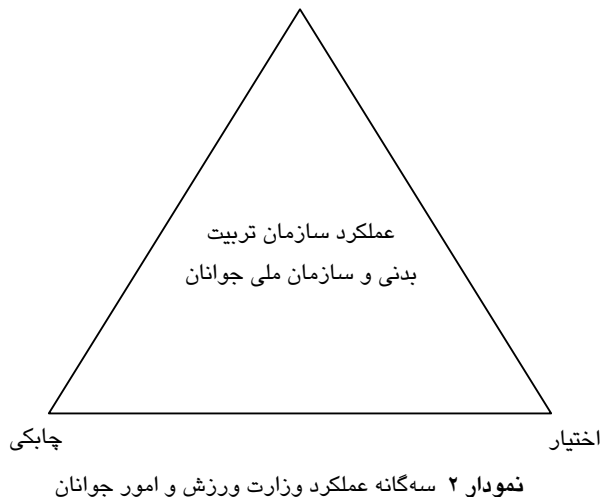 عملکرد سازمان تربیت
بدنی و سازمان ملی جوانان
اختیار
چابکی
نمودار ۲ سه‌گانه عملکرد وزارت ورزش و امور جوانان